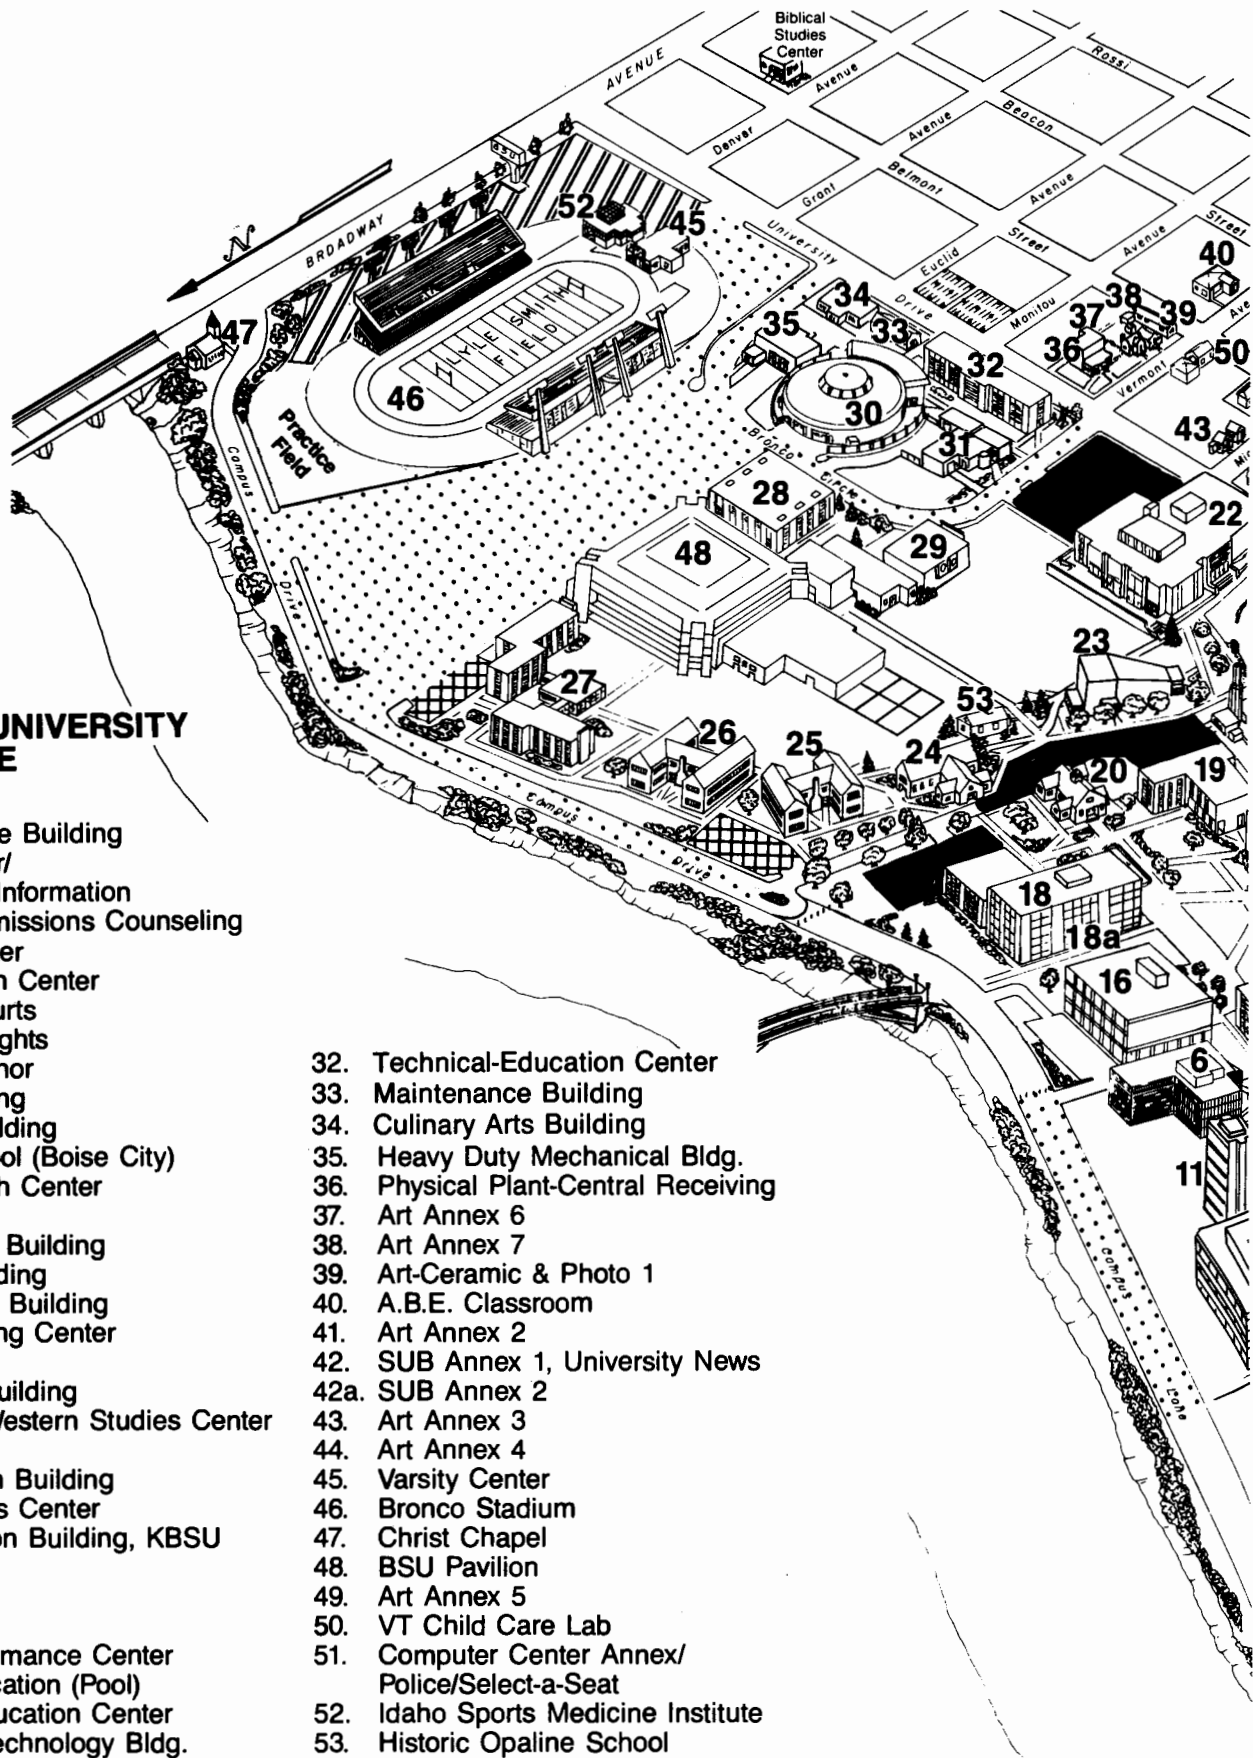 Biblical
Studies
Center
AVENUE
Rossi
Avenue
Beacon
Denver
Avenue
BSU
Grant
Belmont
Avenue
Street
52
45
University
Street
Avenue
40
N
BROADWAY
Euclid
34
Drive
Manitou
38
39
47
35
33
37
36
50
LYLE SMITH
FIELD
32
Vermont
46
30
43
Practice
Field
Campus
Bronco
Circle
31
28
22
48
29
Drive
23
27
53
UNIVERSITY
E
26
25
24
20
19
Campus
Drive
18
18a
16
6
11
campus
Lane
e Building
r/
Information
missions Counseling
er
n Center
urts
ghts
nor
ng
lding
ol (Boise City)
h Center
Building
ding
Building
ng Center
uilding
Western Studies Center
n Building
s Center
on Building, KBSU
mance Center
cation (Pool)
ucation Center
echnology Bldg.
32. Technical-Education Center
33. Maintenance Building
34. Culinary Arts Building
35. Heavy Duty Mechanical Bldg.
36. Physical Plant-Central Receiving
37. Art Annex 6
38. Art Annex 7
39. Art-Ceramic & Photo 1
40. A.B.E. Classroom
41. Art Annex 2
42. SUB Annex 1, University News
42a. SUB Annex 2
43. Art Annex 3
44. Art Annex 4
45. Varsity Center
46. Bronco Stadium
47. Christ Chapel
48. BSU Pavilion
49. Art Annex 5
50. VT Child Care Lab
51. Computer Center Annex/
Police/Select-a-Seat
52. Idaho Sports Medicine Institute
53. Historic Opaline School